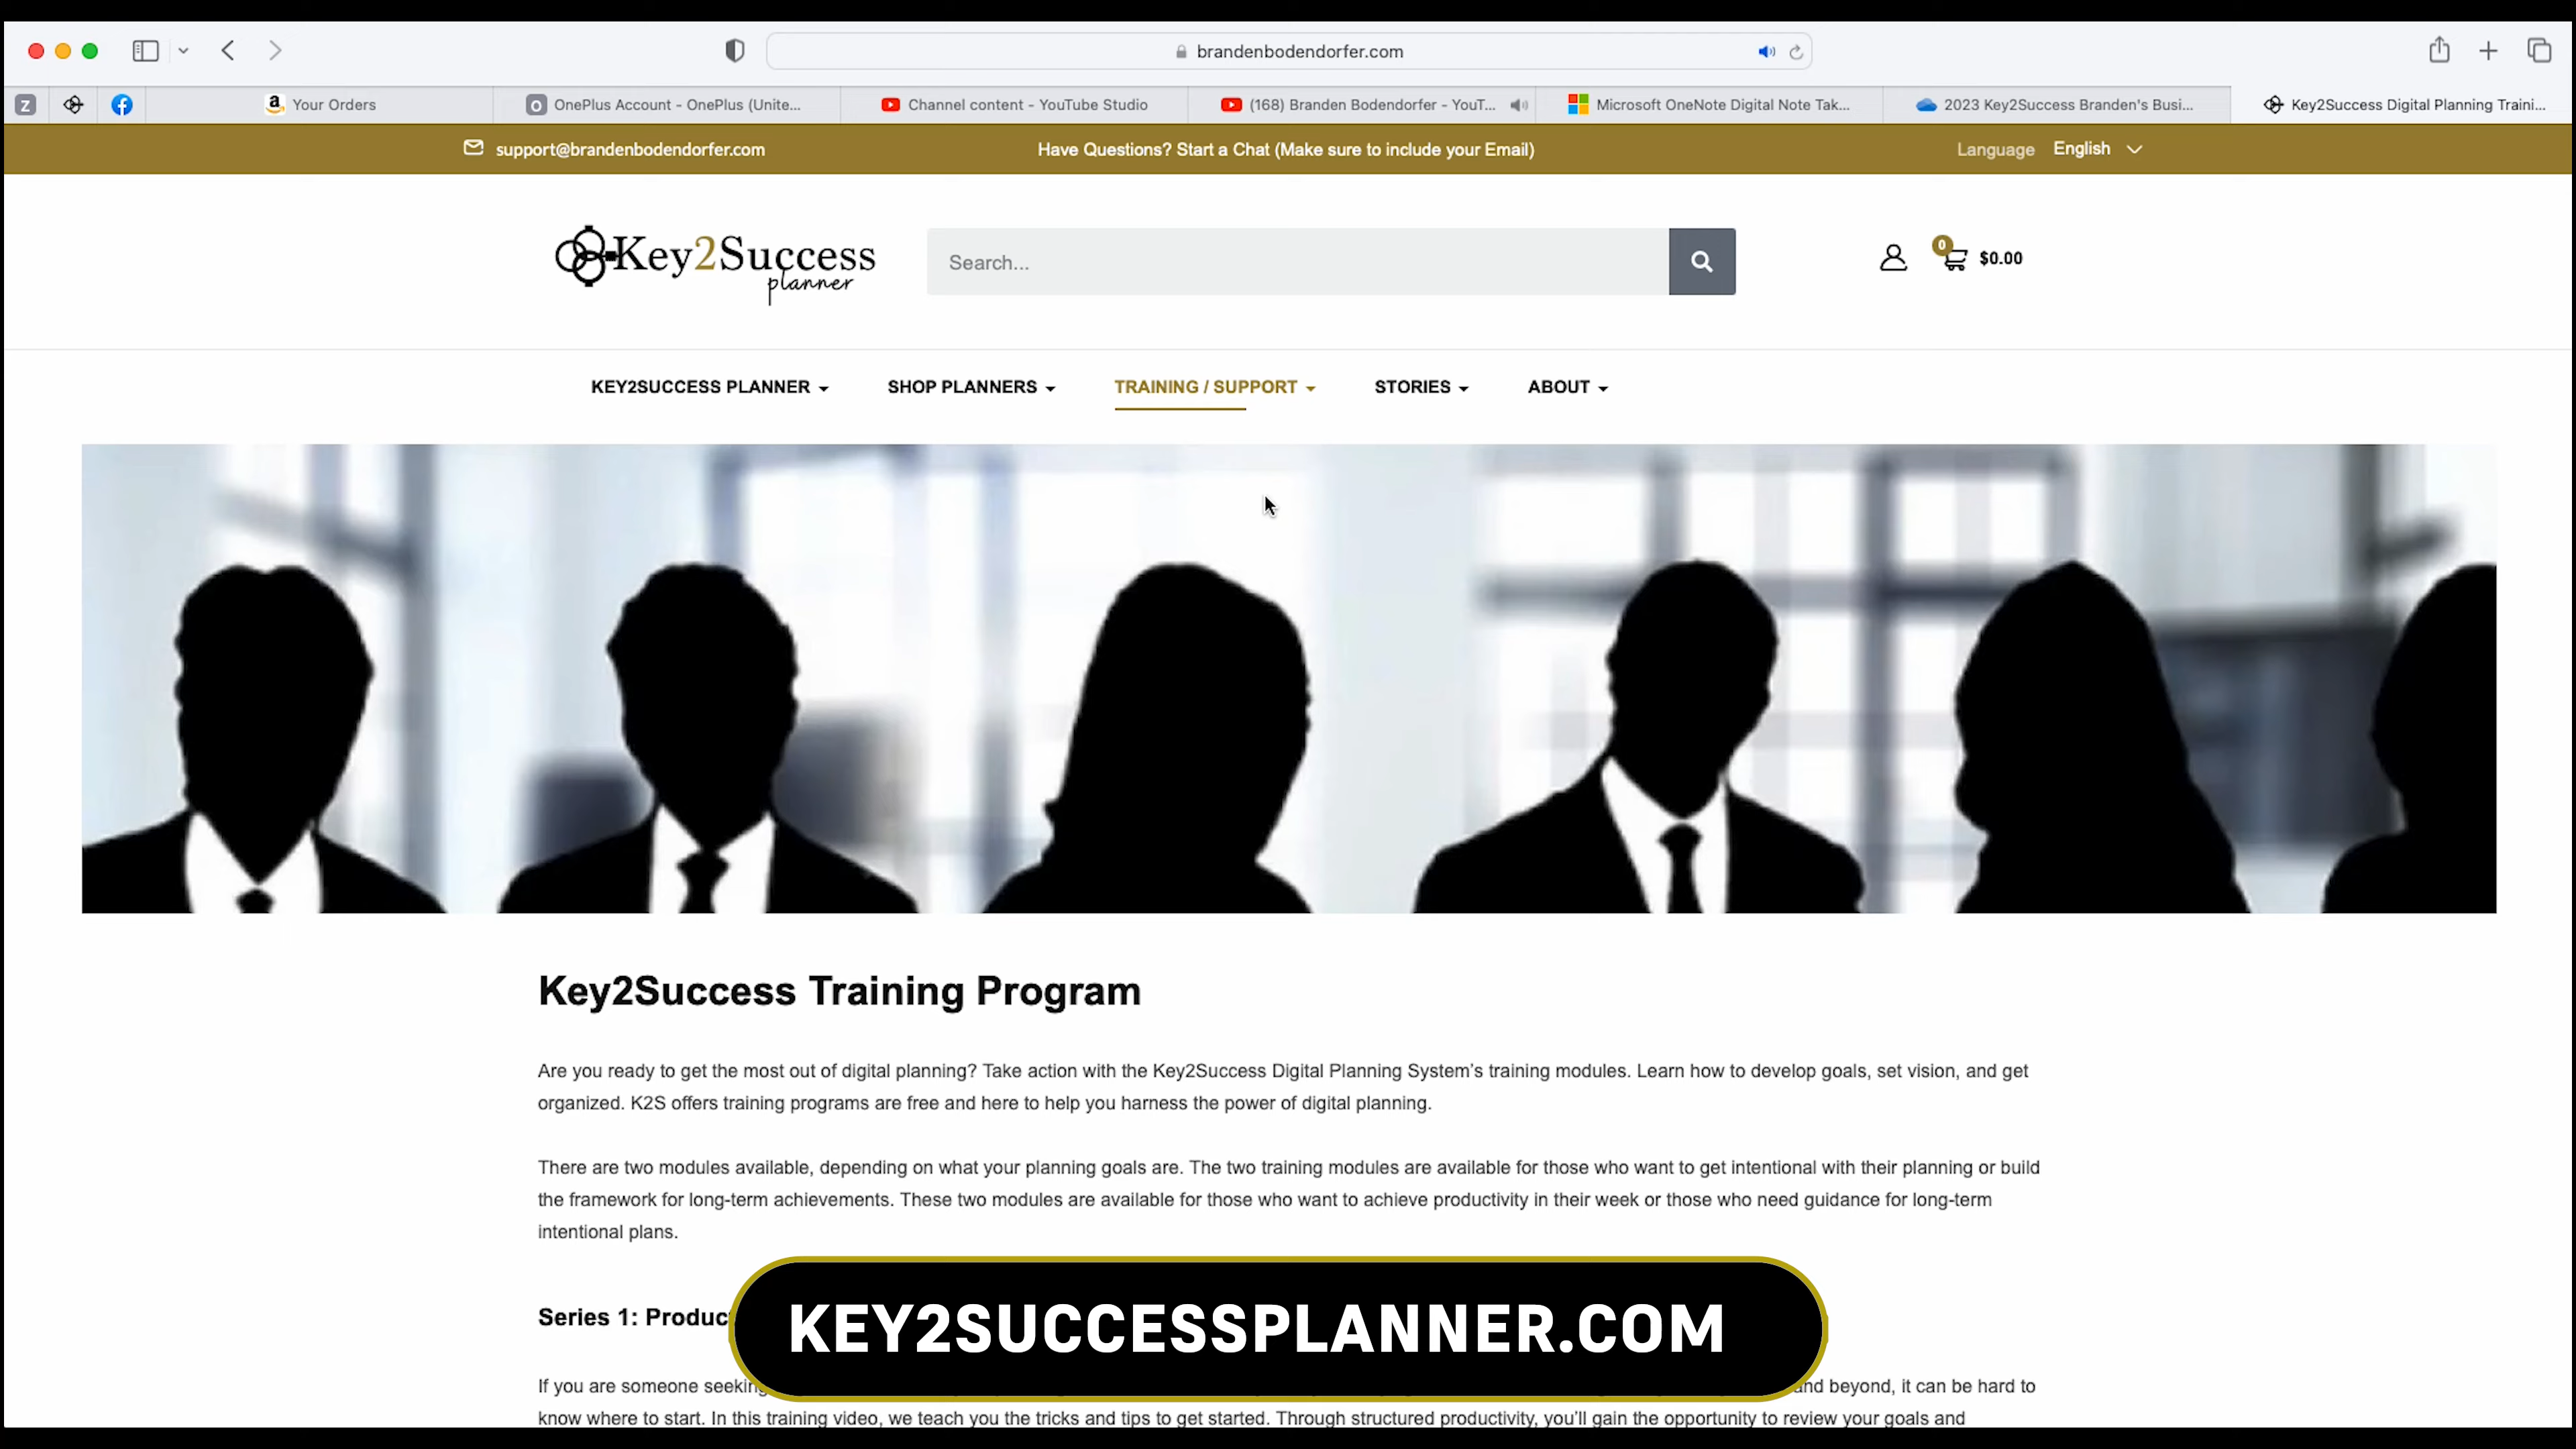 brandenbodendorfer.com
Z
a Your Orders
O OnePlus Account - OnePlus (Unite...
Channel content - YouTube Studio
(168) Branden Bodendorfer - YouT...
Microsoft OneNote Digital Note Tak...
2023 Key2Success Branden's Busi...
Key2Success Digital Planning Traini...
support@brandenbodendorfer.com
Have Questions? Start a Chat (Make sure to include your Email)
Language English
Key2Success
planner
Search...
0
$0.00
KEY2SUCCESS PLANNER
SHOP PLANNERS
TRAINING / SUPPORT
STORIES
ABOUT
Key2Success Training Program
Are you ready to get the most out of digital planning? Take action with the Key2Success Digital Planning System’s training modules. Learn how to develop goals, set vision, and get
organized. K2S offers training programs are free and here to help you harness the power of digital planning.
There are two modules available, depending on what your planning goals are. The two training modules are available for those who want to get intentional with their planning or build
the framework for long-term achievements. These two modules are available for those who want to achieve productivity in their week or those who need guidance for long-term
intentional plans.
Series 1:
KEY2SUCCESSPLANNER.COM
If you are someone and beyond, it can be hard to
know where to start. In this training video, we teach you the tricks and tips to get started. Through structured productivity, you’ll gain the opportunity to review your goals and